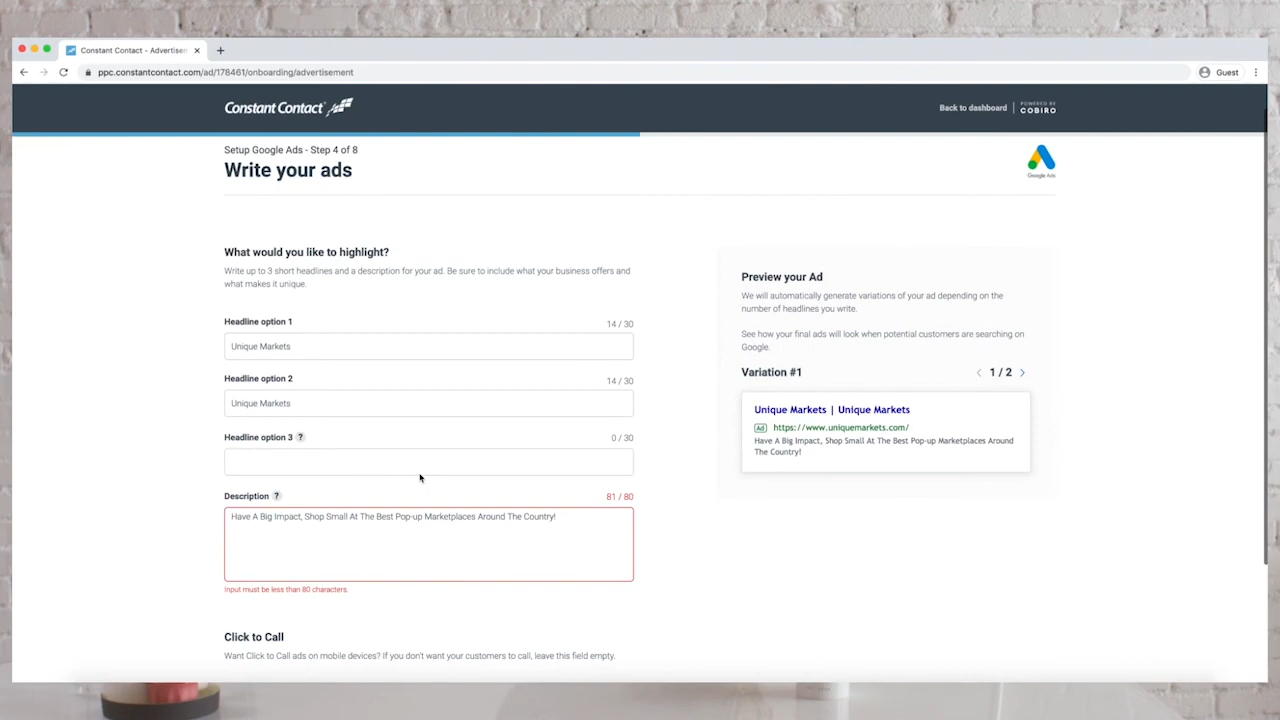 Constant Contact - Advertisem
ppc.constantcontact.com/ad/178461/onboarding/advertisement
Guest
Constant Contact
Back to dashboard
POWERED BY
COBIRO
Setup Google Ads - Step 4 of 8
Write your ads
Google Ads
What would you like to highlight?
Write up to 3 short headlines and a description for your ad. Be sure to include what your business offers and
what makes it unique.
Headline option 1
14 / 30
Unique Markets
Headline option 2
14 / 30
Unique Markets
Headline option 3 ?
0 / 30
Description ?
81 / 80
Have A Big Impact, Shop Small At The Best Pop-up Marketplaces Around The Country!
Input must be less than 80 characters.
Click to Call
Want Click to Call ads on mobile devices? If you don't want your customers to call, leave this field empty.
Preview your Ad
We will automatically generate variations of your ad depending on the
number of headlines you write.
See how your final ads will look when potential customers are searching on
Google.
Variation #1
1 / 2
Unique Markets | Unique Markets
Ad https://www.uniquemarkets.com/
Have A Big Impact, Shop Small At The Best Pop-up Marketplaces Around
The Country!